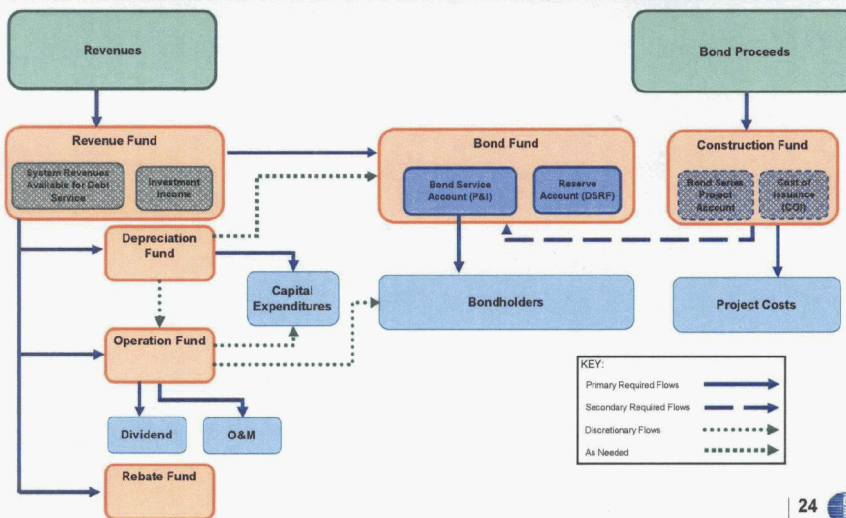 Revenues
Bond Proceeds
Revenue Fund
System Revenues
Available for Debt
Service
Investment
Income
Bond Fund
Bond Service
Account (P&I)
Reserve
Account (DSRF)
Construction Fund
Bond Series
Project
Account
Cost of
Issuance
(COI)
Depreciation
Fund
Capital
Expenditures
Bondholders
Project Costs
Operation Fund
Dividend
O&M
Rebate Fund
KEY:
Primary Required Flows
Secondary Required Flows
Discretionary Flows
As Needed
24